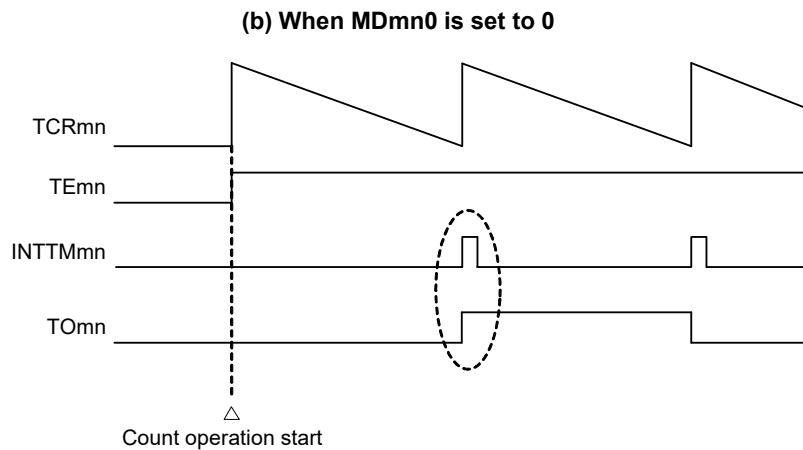 (b) When MDmn0 is set to 0
TCRmn
TEmn
INTTMmn
TOmn
Count operation start